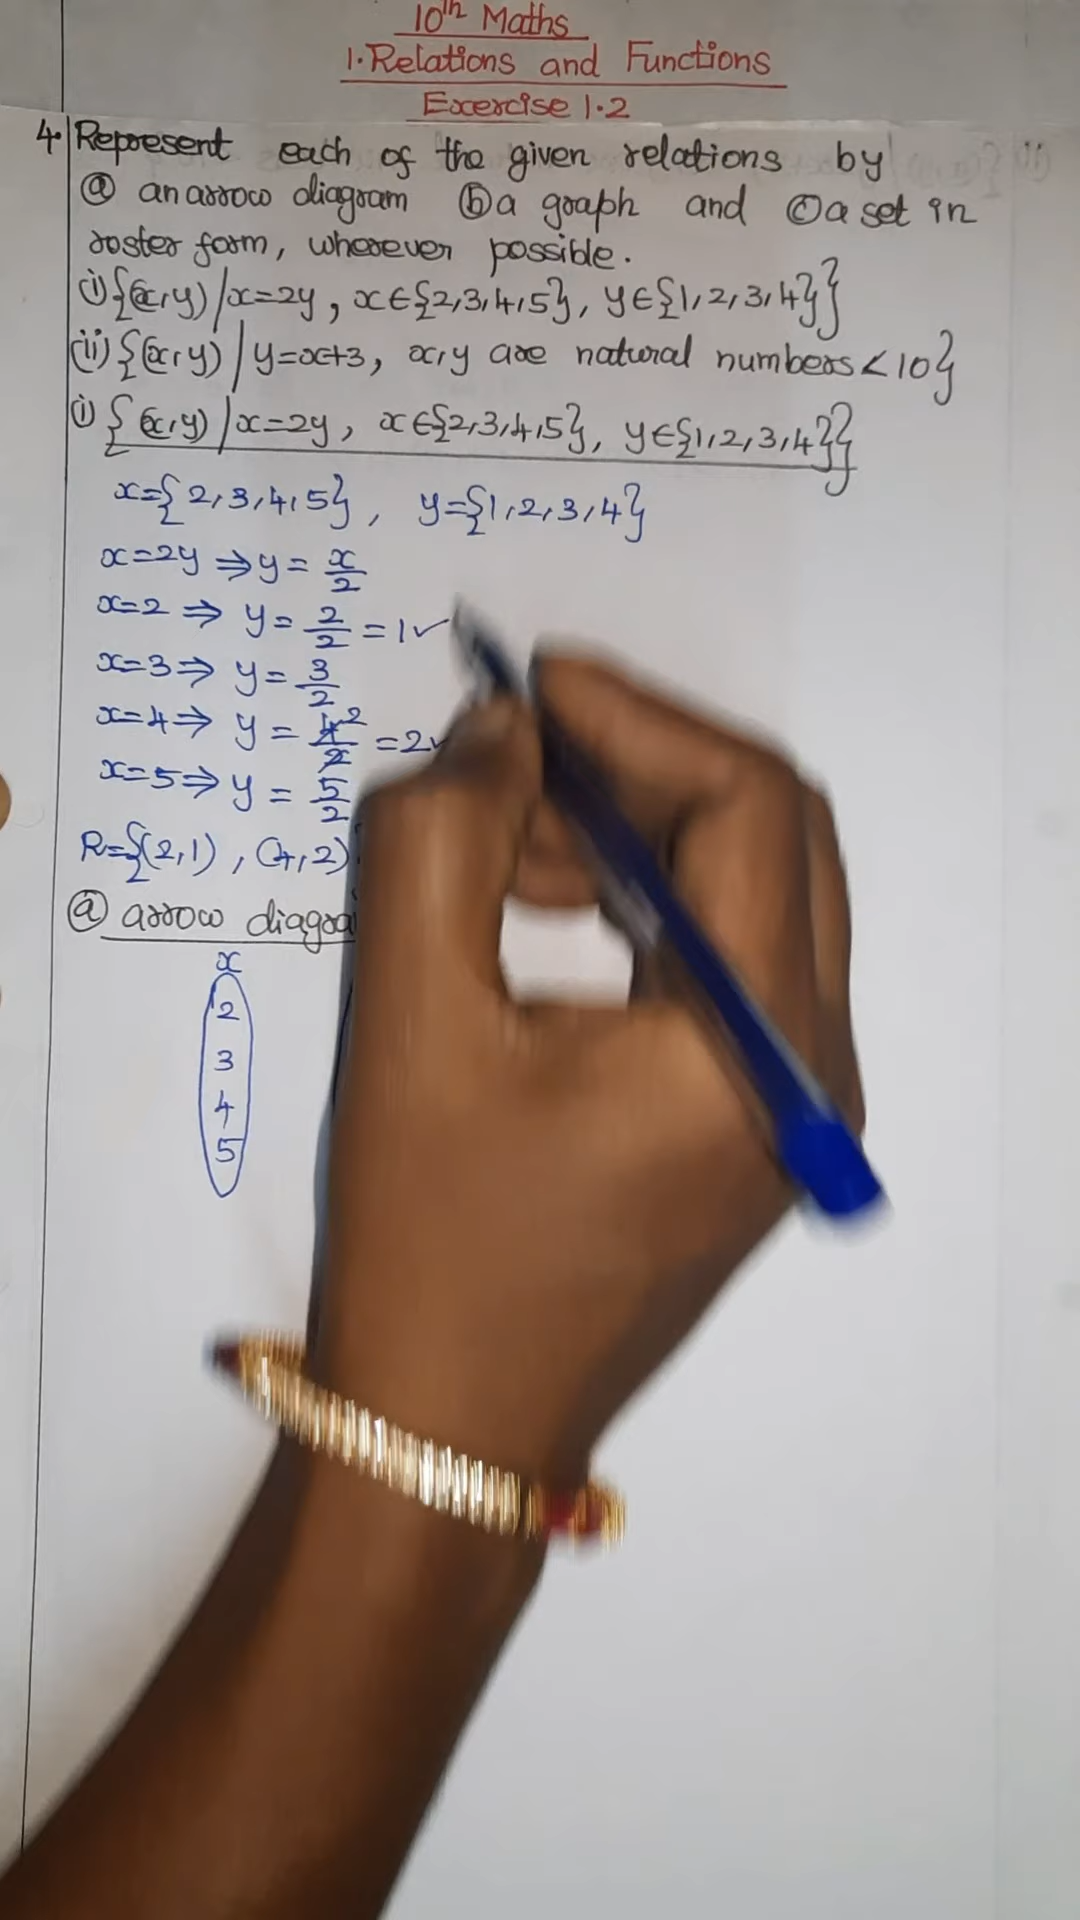 10th Maths
1. Relations and Functions
Exercise 1.2
4. Represent each of the given relations by
ⓐ an arrow diagram ⓑ a graph and ⓒ a set in
roster form, wherever possible.
(i) {(x,y) / x=2y, x∈{2,3,4,5}, y∈{1,2,3,4}}
(ii) {(x,y) / y=x+3, x,y are natural numbers < 10}
(i) {(x,y) / x=2y, x∈{2,3,4,5}, y∈{1,2,3,4}}
x={2,3,4,5}, y={1,2,3,4}
x=2y ⇒ y = x/2
x=2 ⇒ y = 2/2 = 1 ✓
x=3 ⇒ y = 3/2
x=4 ⇒ y = 4²/2 = 2 ✓
x=5 ⇒ y = 5/2
R={(2,1), (4,2)
ⓐ arrow diagra
x
2
3
4
5